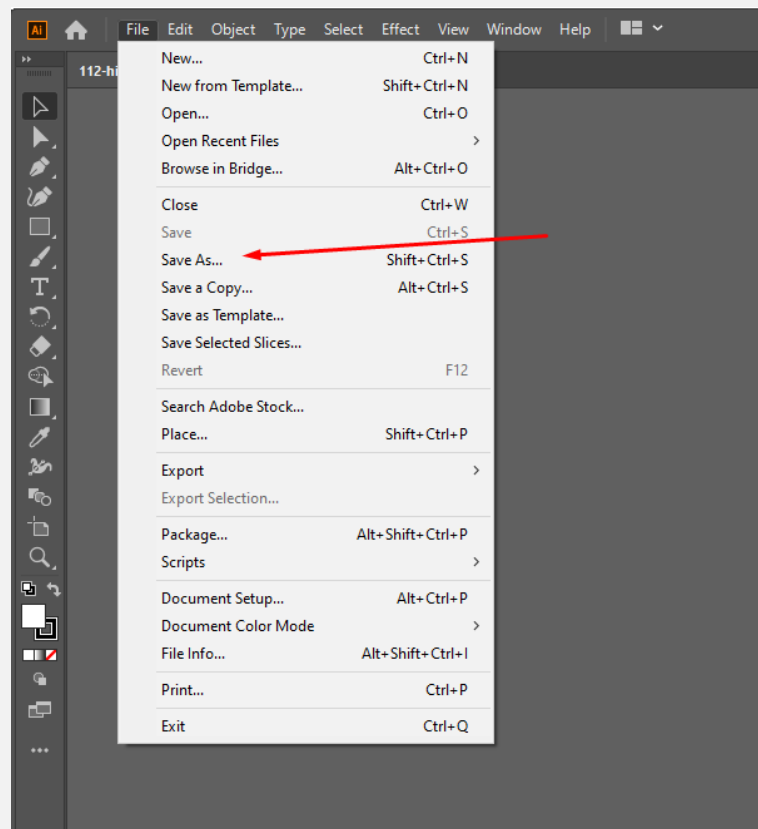 Ai File Edit Object Type Select Effect View Window Help
112-hi
New... Ctrl+N
New from Template... Shift+Ctrl+N
Open... Ctrl+O
Open Recent Files
Browse in Bridge... Alt+Ctrl+O
Close Ctrl+W
Save Ctrl+S
Save As... Shift+Ctrl+S
Save a Copy... Alt+Ctrl+S
Save as Template...
Save Selected Slices...
Revert F12
Search Adobe Stock...
Place... Shift+Ctrl+P
Export
Export Selection...
Package... Alt+Shift+Ctrl+P
Scripts
Document Setup... Alt+Ctrl+P
Document Color Mode
File Info... Alt+Shift+Ctrl+I
Print... Ctrl+P
Exit Ctrl+Q